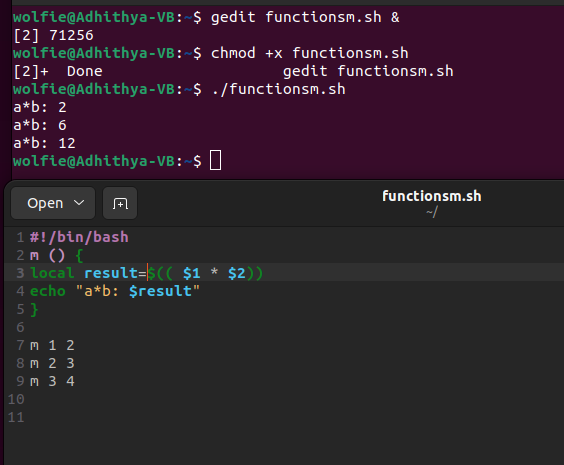 wolfie@Adhithya-VB:~$ gedit functionsm.sh &
[2] 71256
wolfie@Adhithya-VB:~$ chmod +x functionsm.sh
[2]+  Done                    gedit functionsm.sh
wolfie@Adhithya-VB:~$ ./functionsm.sh
a*b: 2
a*b: 6
a*b: 12
wolfie@Adhithya-VB:~$
Open
functionsm.sh
~/
1 #!/bin/bash
2 m () {
3 local result=$(( $1 * $2))
4 echo "a*b: $result"
5 }
6
7 m 1 2
8 m 2 3
9 m 3 4
10
11